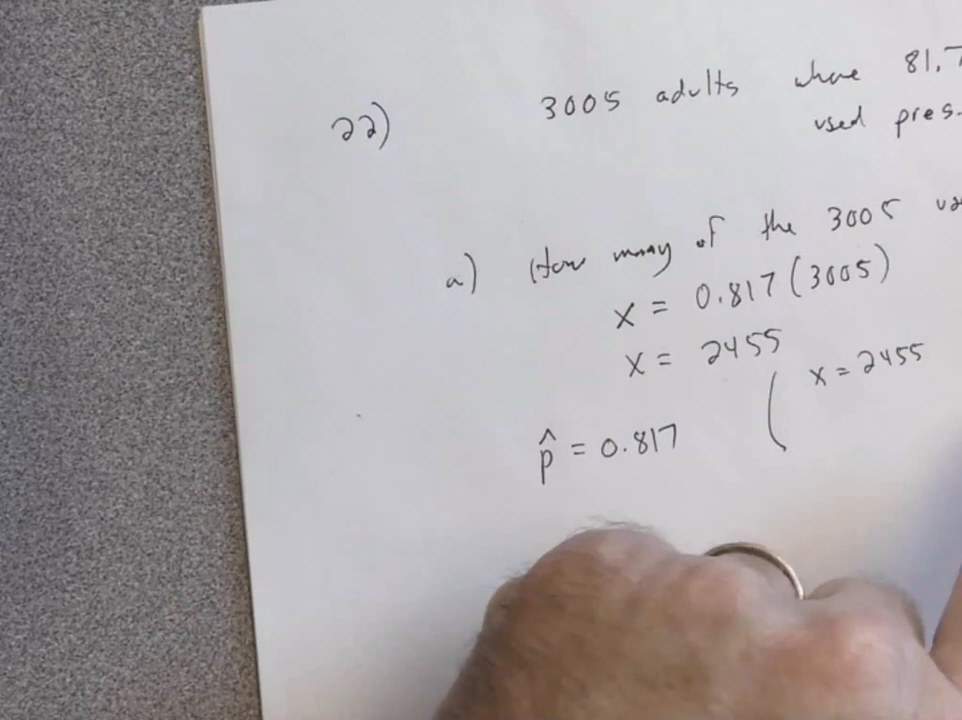 22) 3005 adults where 81.7
used pres.
a) How many of the 3005
x = 0.817 (3005)
x = 2455
( x = 2455
p̂ = 0.817